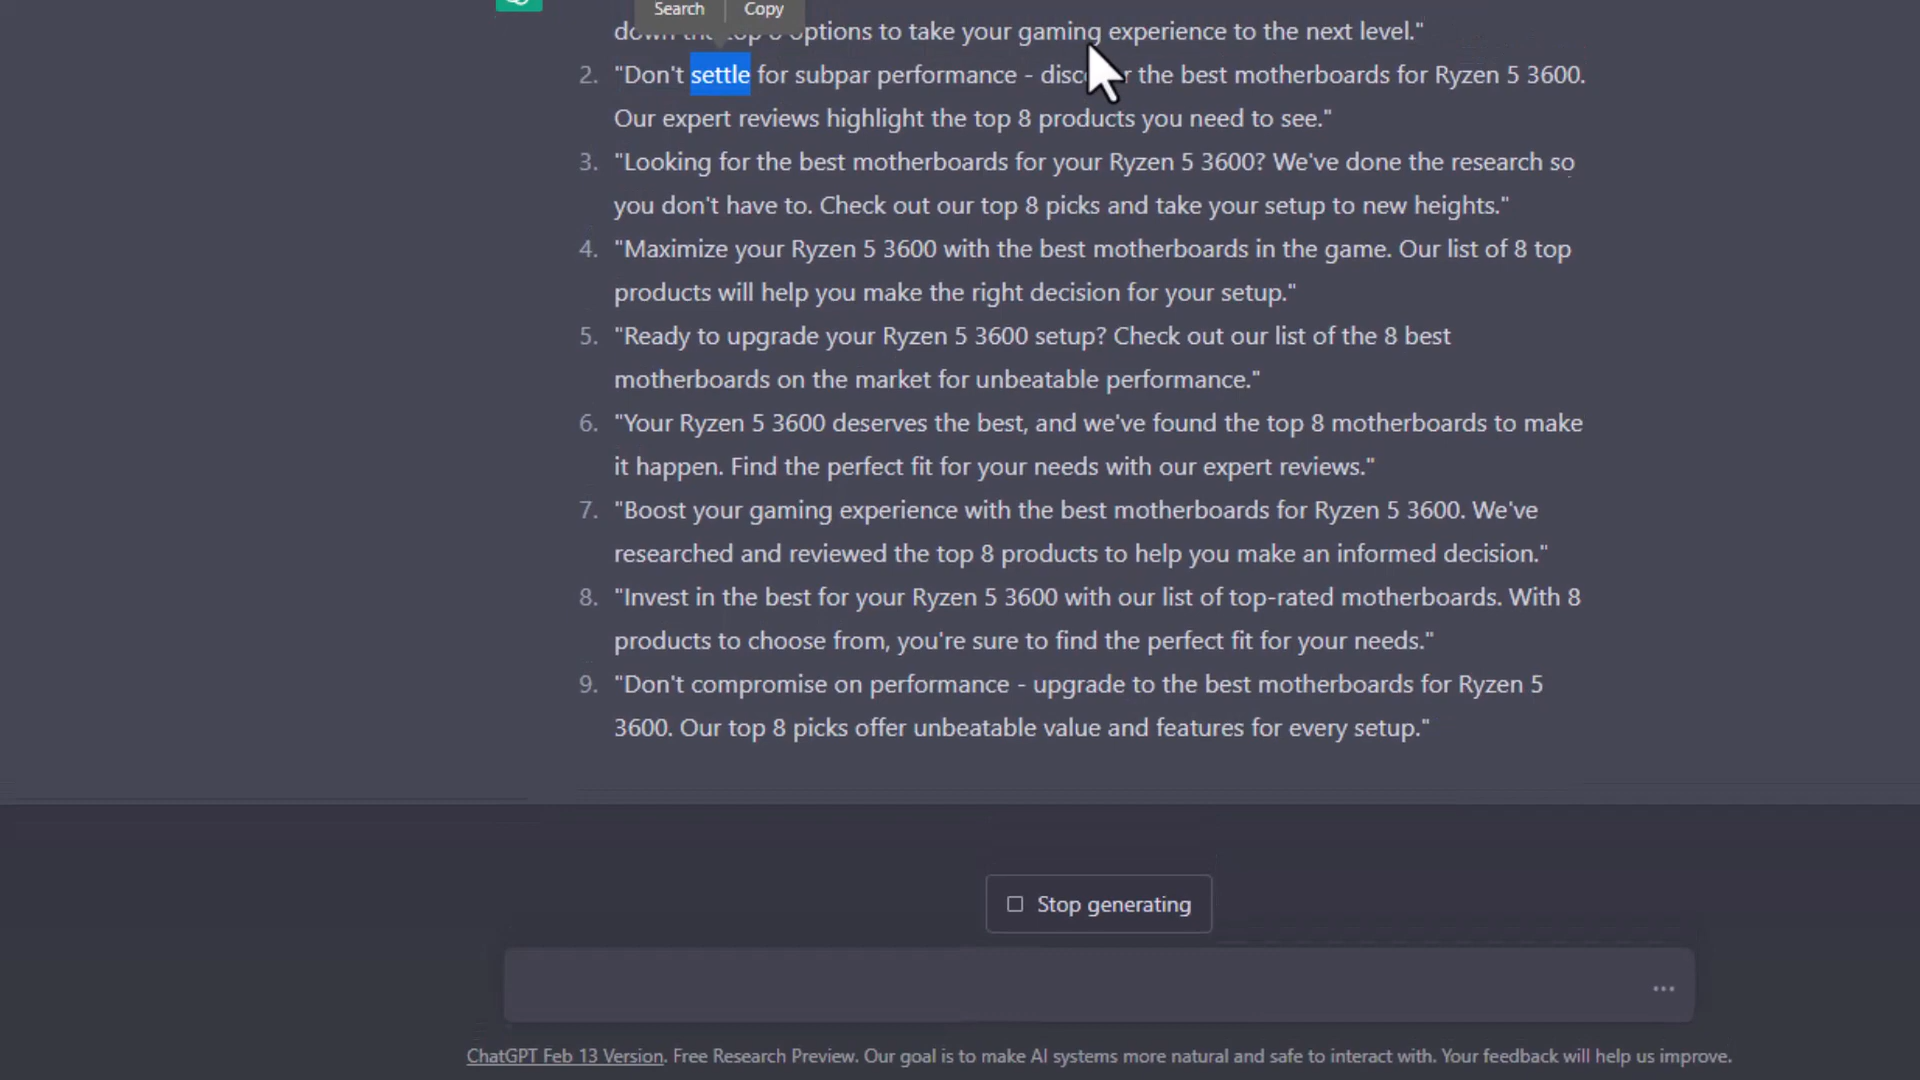 Search Copy
down options to take your gaming experience to the next level."
2. "Don't settle for subpar performance - the best motherboards for Ryzen 5 3600.
Our expert reviews highlight the top 8 products you need to see."
3. "Looking for the best motherboards for your Ryzen 5 3600? We've done the research so
you don't have to. Check out our top 8 picks and take your setup to new heights."
4. "Maximize your Ryzen 5 3600 with the best motherboards in the game. Our list of 8 top
products will help you make the right decision for your setup."
5. "Ready to upgrade your Ryzen 5 3600 setup? Check out our list of the 8 best
motherboards on the market for unbeatable performance."
6. "Your Ryzen 5 3600 deserves the best, and we've found the top 8 motherboards to make
it happen. Find the perfect fit for your needs with our expert reviews."
7. "Boost your gaming experience with the best motherboards for Ryzen 5 3600. We've
researched and reviewed the top 8 products to help you make an informed decision."
8. "Invest in the best for your Ryzen 5 3600 with our list of top-rated motherboards. With 8
products to choose from, you're sure to find the perfect fit for your needs."
9. "Don't compromise on performance - upgrade to the best motherboards for Ryzen 5
3600. Our top 8 picks offer unbeatable value and features for every setup."
Stop generating
ChatGPT Feb 13 Version. Free Research Preview. Our goal is to make AI systems more natural and safe to interact with. Your feedback will help us improve.